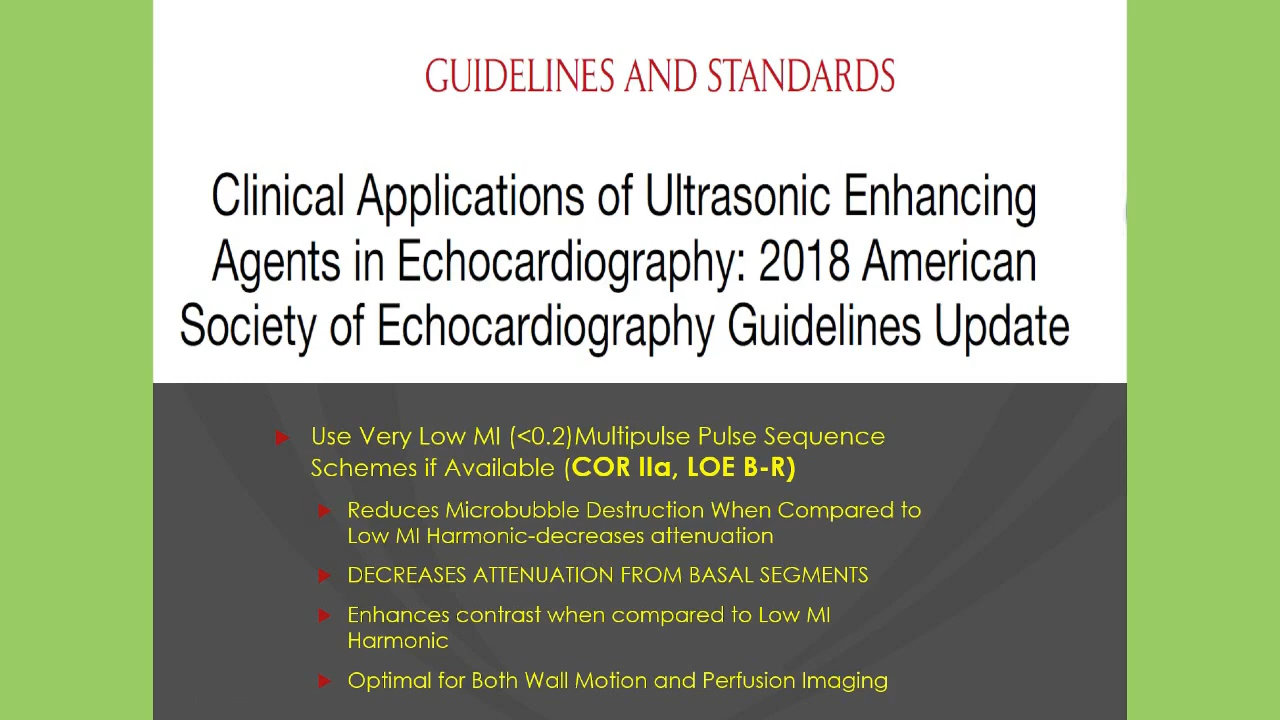 GUIDELINES AND STANDARDS
Clinical Applications of Ultrasonic Enhancing
Agents in Echocardiography: 2018 American
Society of Echocardiography Guidelines Update
Use Very Low MI (<0.2)Multipulse Pulse Sequence
Schemes if Available (COR IIa, LOE B-R)
Reduces Microbubble Destruction When Compared to
Low MI Harmonic-decreases attenuation
DECREASES ATTENUATION FROM BASAL SEGMENTS
Enhances contrast when compared to Low MI
Harmonic
Optimal for Both Wall Motion and Perfusion Imaging